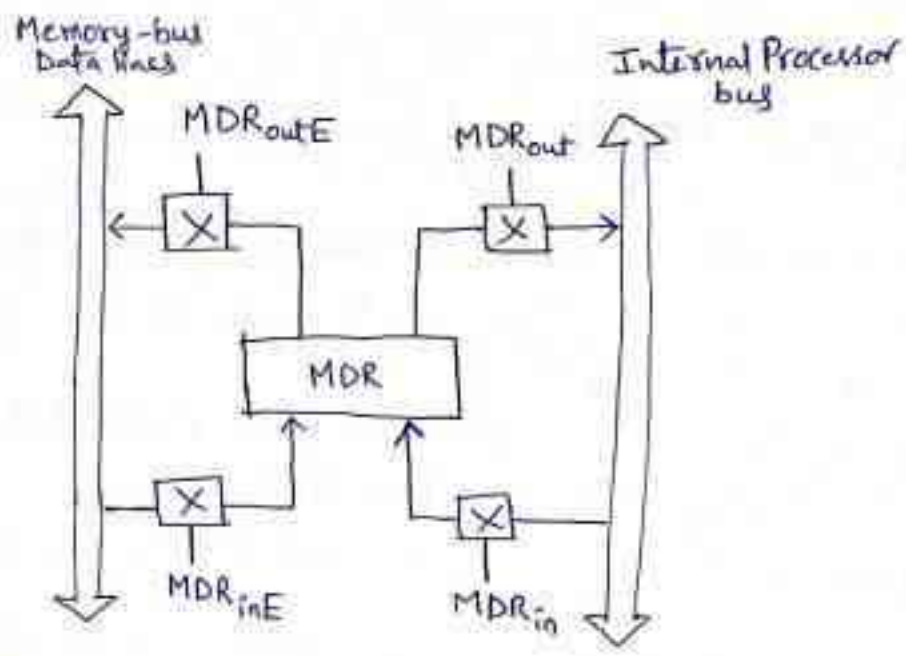 Memory-bus
Data lines
Internal Processor
bus
MDRoutE
MDRout
X
X
MDR
X
X
MDRinE
MDRin